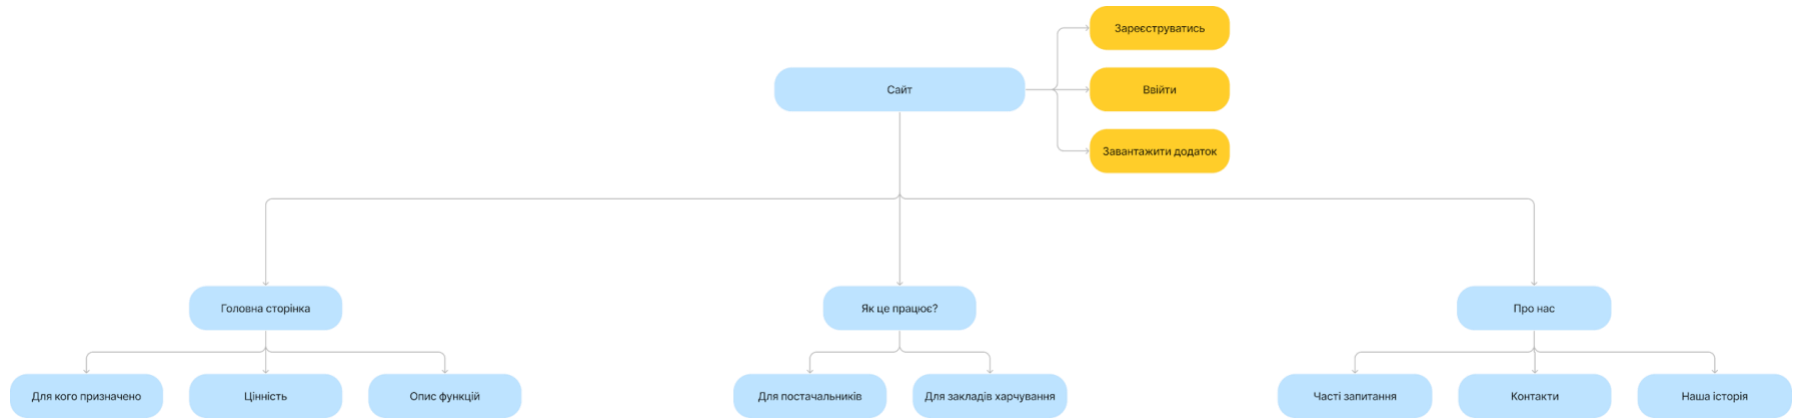 Зареєструватись
Сайт
Ввійти
Завантажити додаток
Головна сторінка
Як це працює?
Про нас
Для кого призначено
Цінність
Опис функцій
Для постачальників
Для закладів харчування
Часті запитання
Контакти
Наша історія